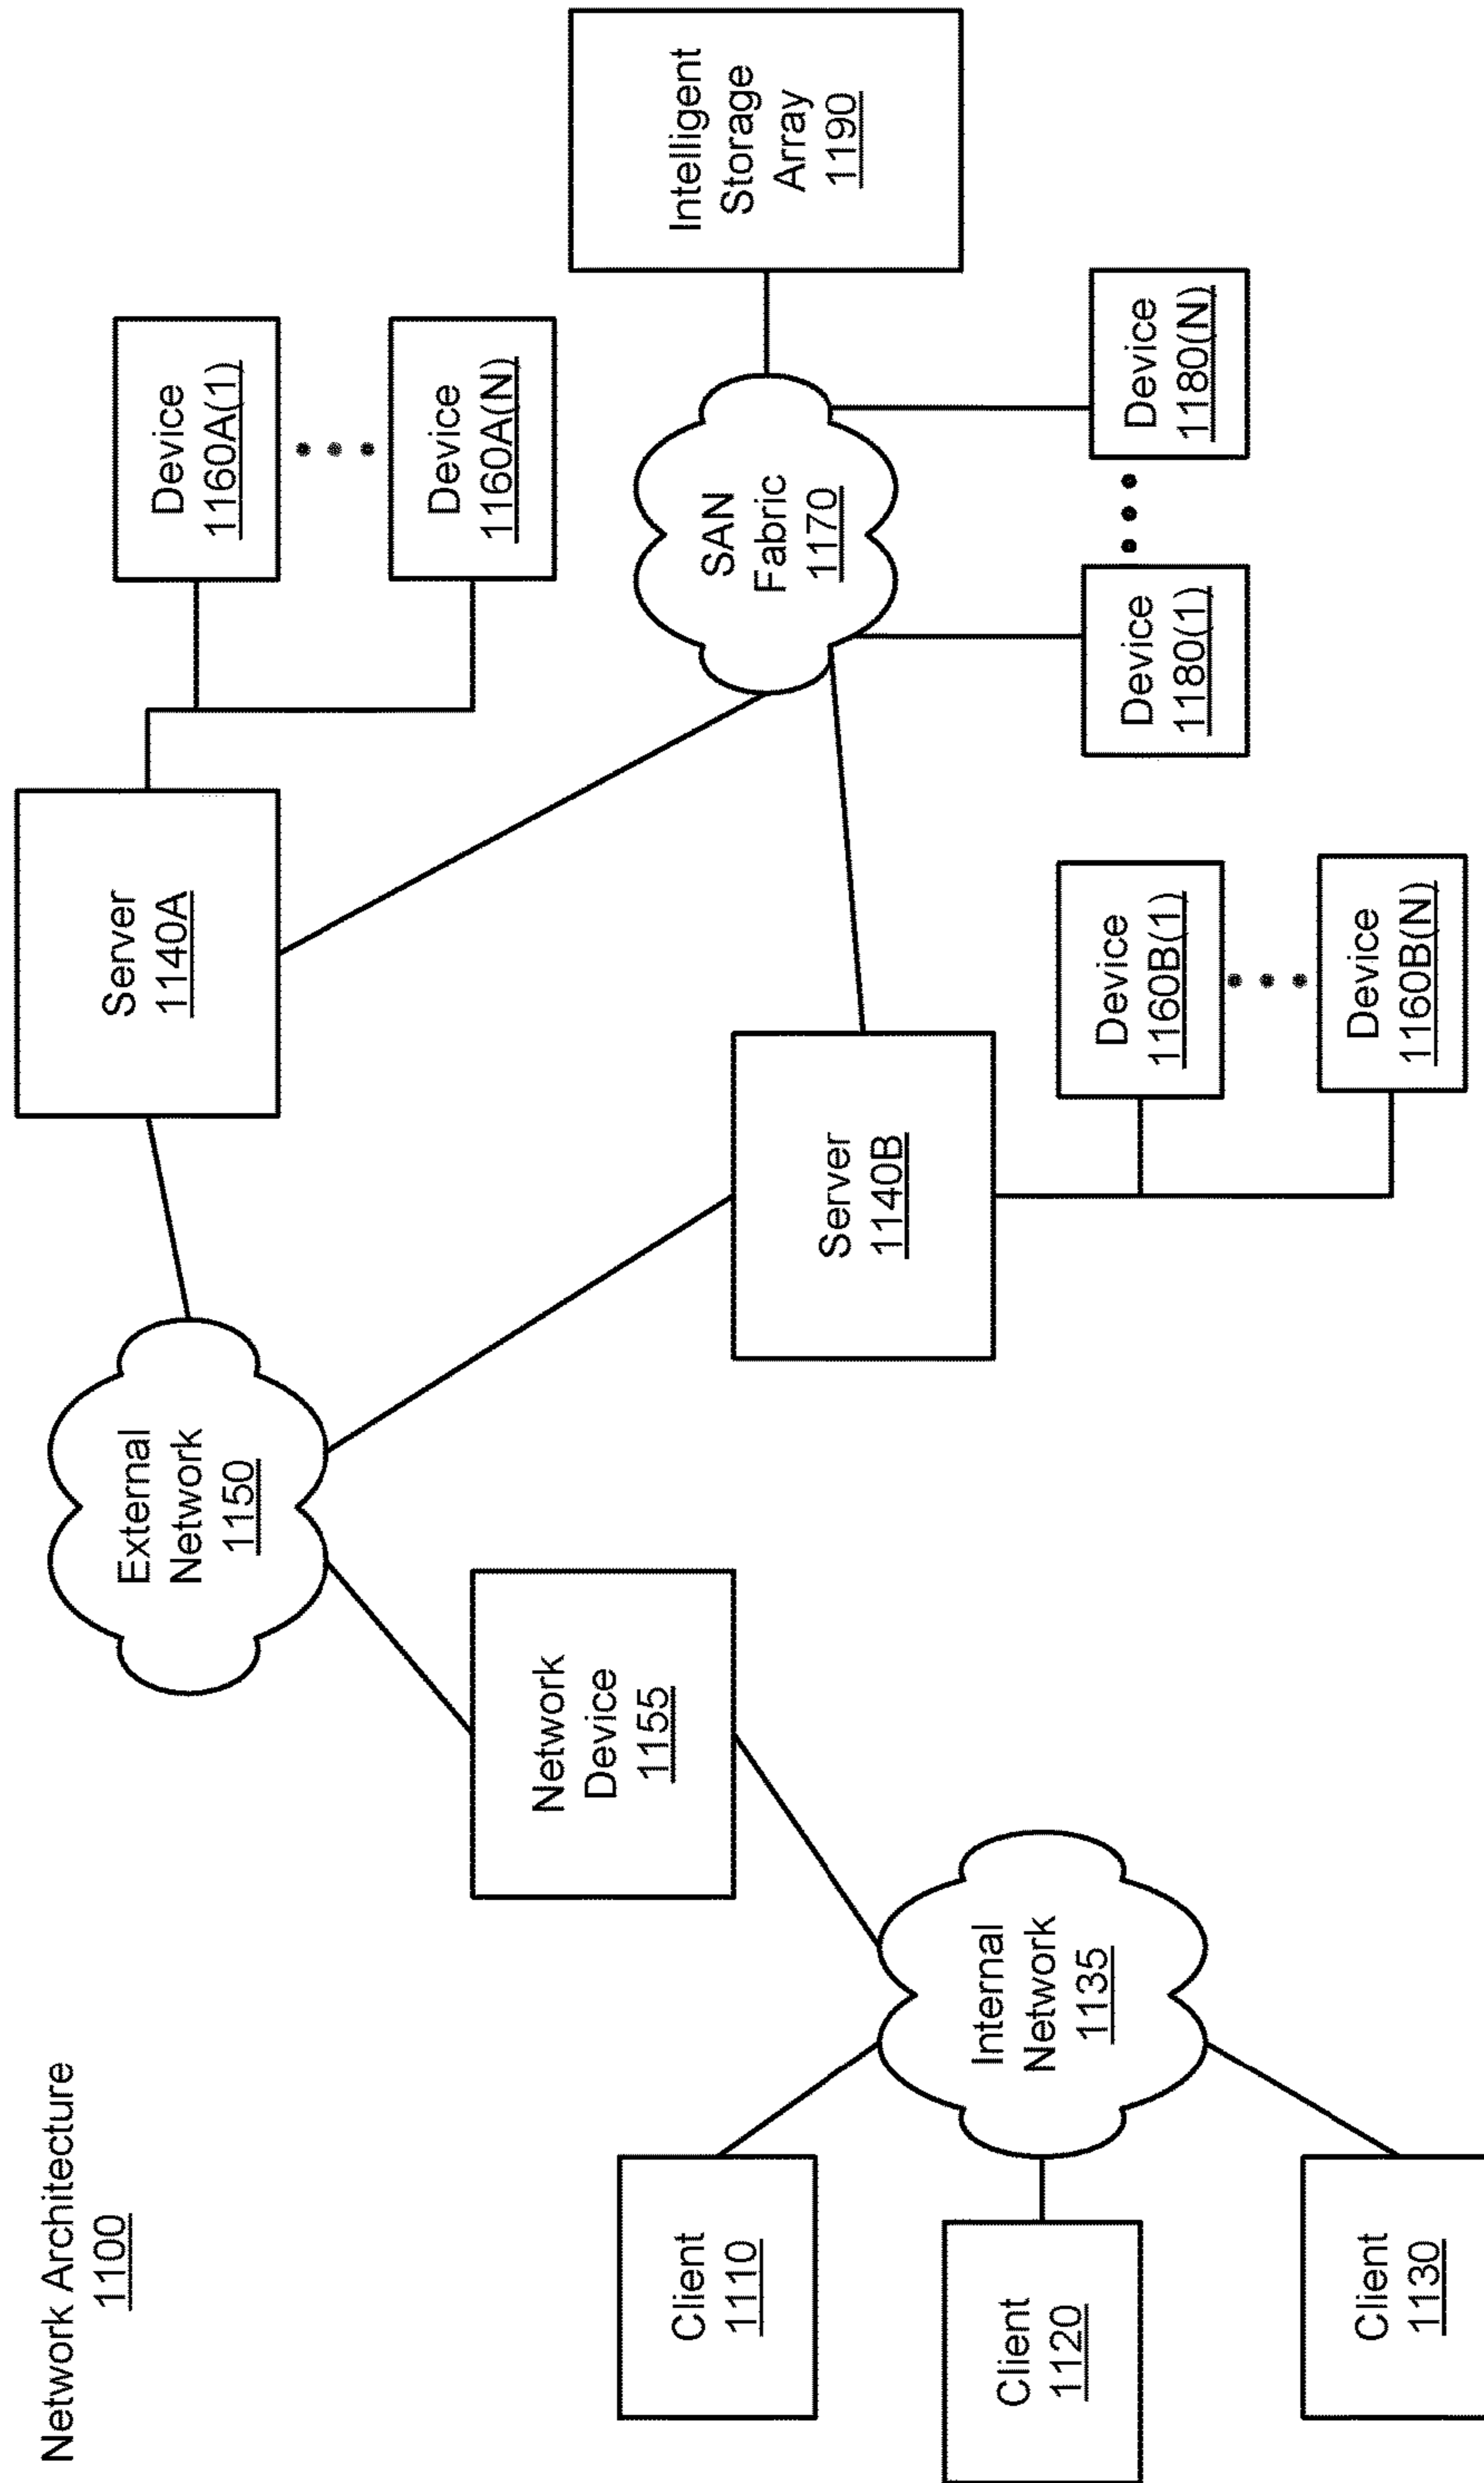 Network Architecture
1100
Client
1110
Client
1120
Client
1130
Internal
Network
1135
Network
Device
1155
External
Network
1150
Server
1140A
Server
1140B
Device
1160A(1)
Device
1160A(N)
Device
1160B(1)
Device
1160B(N)
SAN
Fabric
1170
Device
1180(1)
Device
1180(N)
Intelligent
Storage
Array
1190